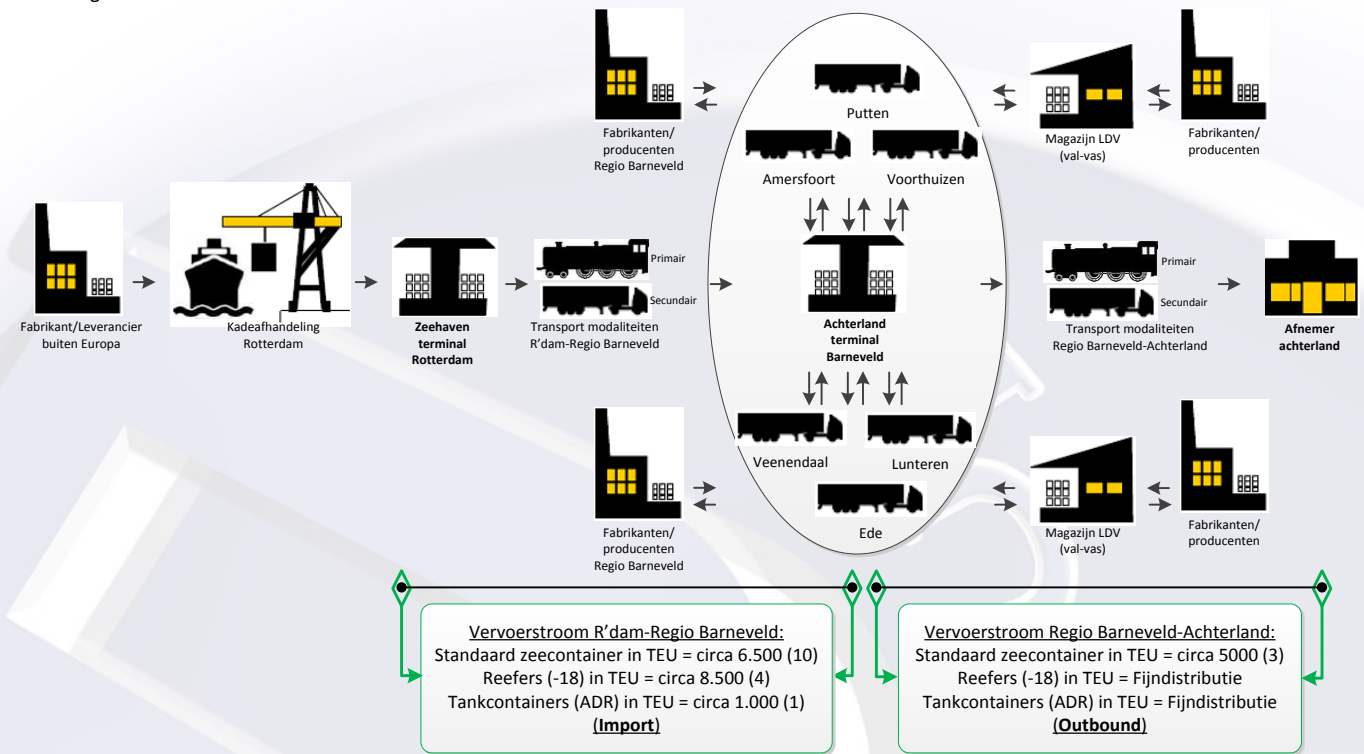 Putten
Fabrikanten/
producenten
Regio Barneveld
Magazijn LDV
(val-vas)
Fabrikanten/
producenten
Amersfoort
Voorthuizen
Primair
Secundair
Primair
Secundair
Fabrikant/Leverancier
buiten Europa
Kadeafhandeling
Rotterdam
Zeehaven
terminal
Rotterdam
Transport modaliteiten
R'dam-Regio Barneveld
Achterland
terminal
Barneveld
Transport modaliteiten
Regio Barneveld-Achterland
Afnemer
achterland
Veenendaal
Lunteren
Ede
Fabrikanten/
producenten
Regio Barneveld
Magazijn LDV
(val-vas)
Fabrikanten/
producenten
Vervoerstroom R'dam-Regio Barneveld:
Standaard zeecontainer in TEU = circa 6.500 (10)
Reefers (-18) in TEU = circa 8.500 (4)
Tankcontainers (ADR) in TEU = circa 1.000 (1)
(Import)
Vervoerstroom Regio Barneveld-Achterland:
Standaard zeecontainer in TEU = circa 5000 (3)
Reefers (-18) in TEU = Fijndistributie
Tankcontainers (ADR) in TEU = Fijndistributie
(Outbound)